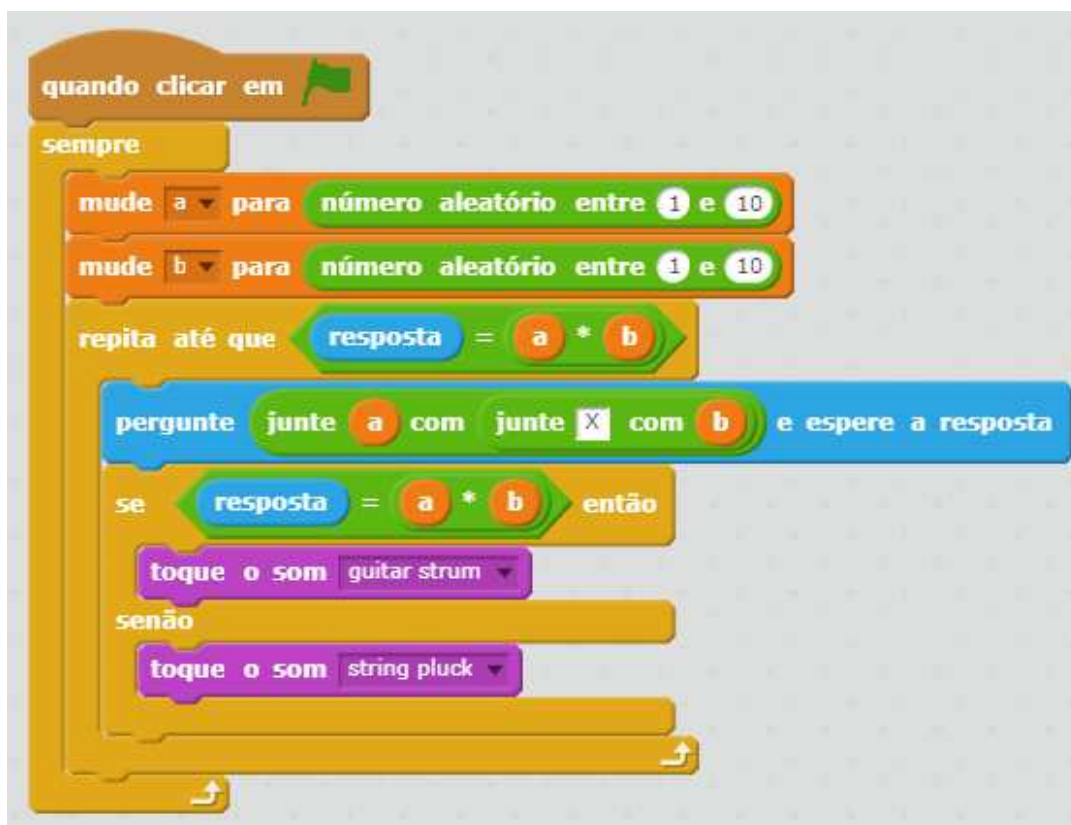 quando clicar em
sempre
mude a para número aleatório entre 1 e 10
mude b para número aleatório entre 1 e 10
repita até que resposta = a * b
pergunte junte a com junte X com b e espere a resposta
se resposta = a * b então
toque o som guitar strum
senão
toque o som string pluck